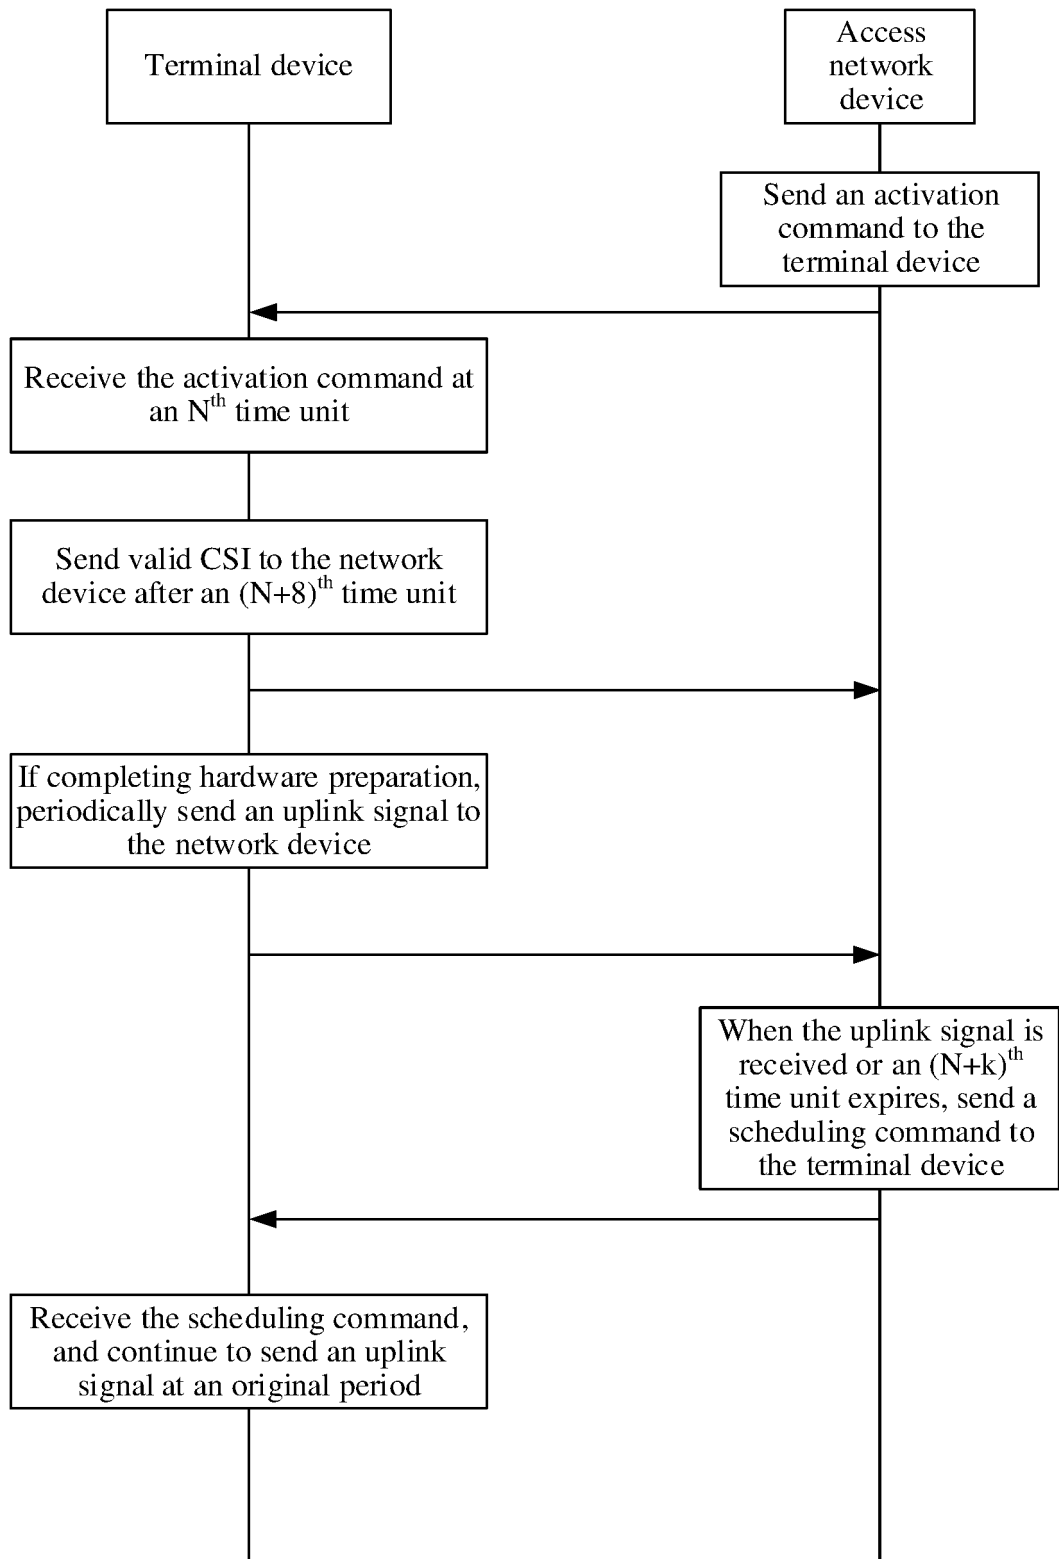 Terminal device
Access
network
device
Send an activation
command to the
terminal device
Receive the activation command at
an Nth time unit
Send valid CSI to the network
device after an (N+8)th time unit
If completing hardware preparation,
periodically send an uplink signal to
the network device
When the uplink signal is
received or an (N+k)th
time unit expires, send a
scheduling command to
the terminal device
Receive the scheduling command,
and continue to send an uplink
signal at an original period